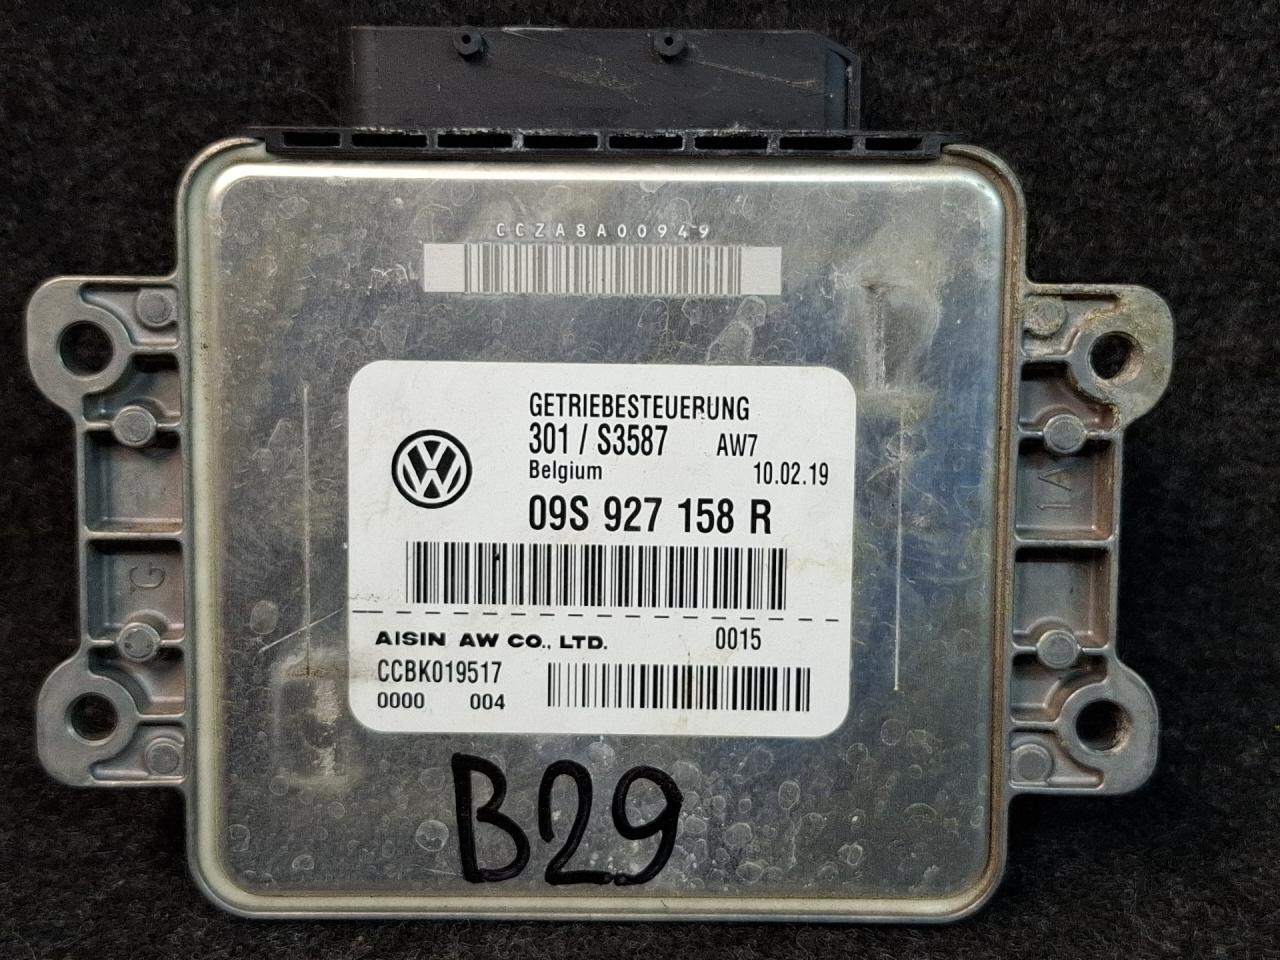 CCZA8A00949
GETRIEBESTEUERUNG
301 / S3587 AW7
Belgium 10.02.19
09S 927 158 R
AISIN AW CO., LTD. 0015
CCBK019517
0000 004
B29
G
1A